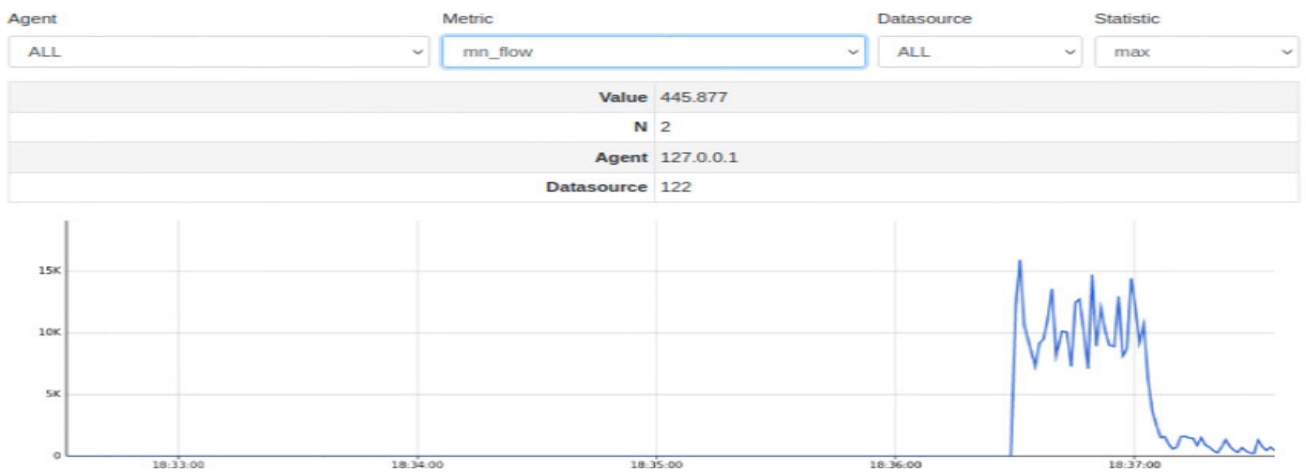 Agent Metric Datasource Statistic
ALL mn_flow ALL max
Value 445.877
N 2
Agent 127.0.0.1
Datasource 122
15K
10K
5K
0
18:33:00 18:34:00 18:35:00 18:36:00 18:37:00